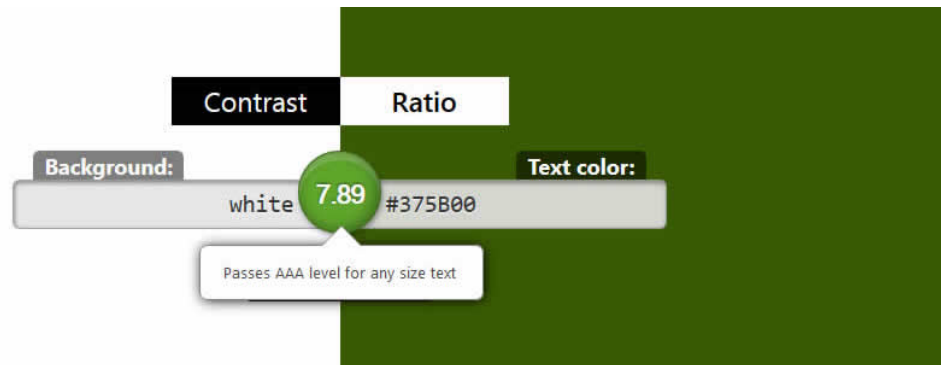 Contrast Ratio
Background: Text color:
white 7.89 #375B00
Passes AAA level for any size text